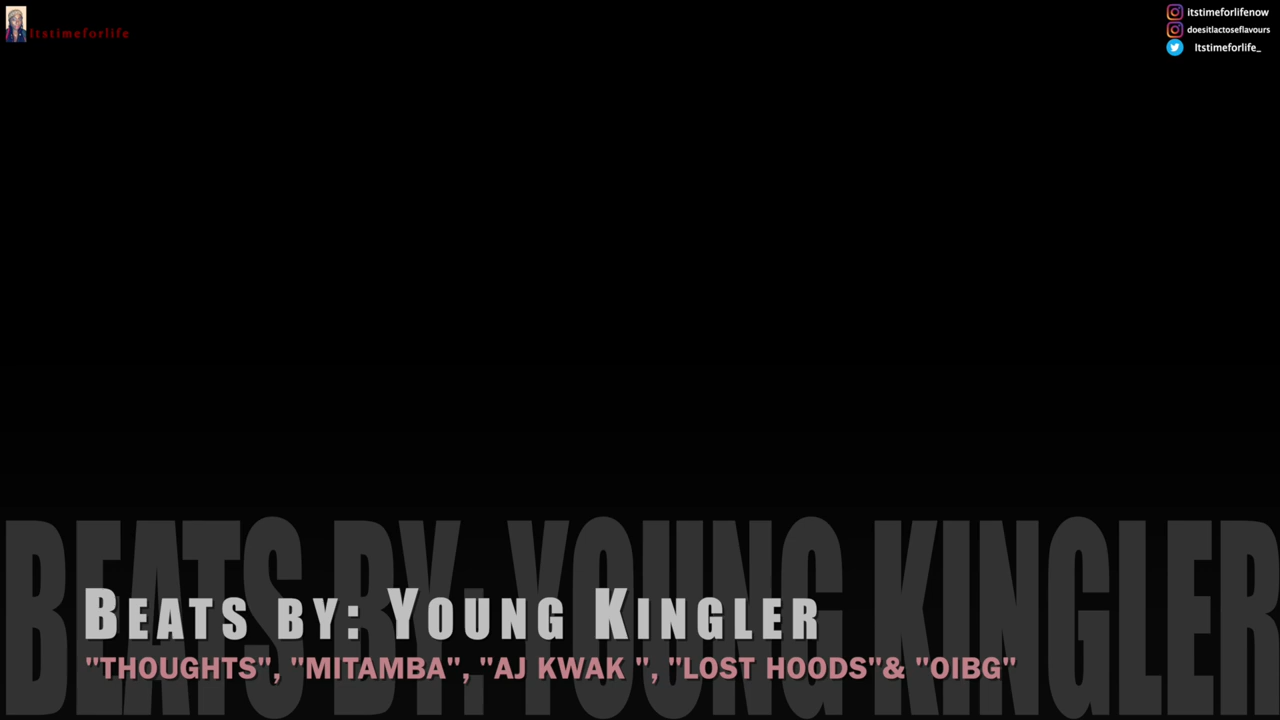 Itstimeforlife
itstimeforlifenow
doesitlactoseflavours
Itstimeforlife_
BEATS BY: YOUNG KINGLER
BEATS BY: YOUNG KINGLER
"THOUGHTS", "MITAMBA", "AJ KWAK ", "LOST HOODS"& "OIBG"